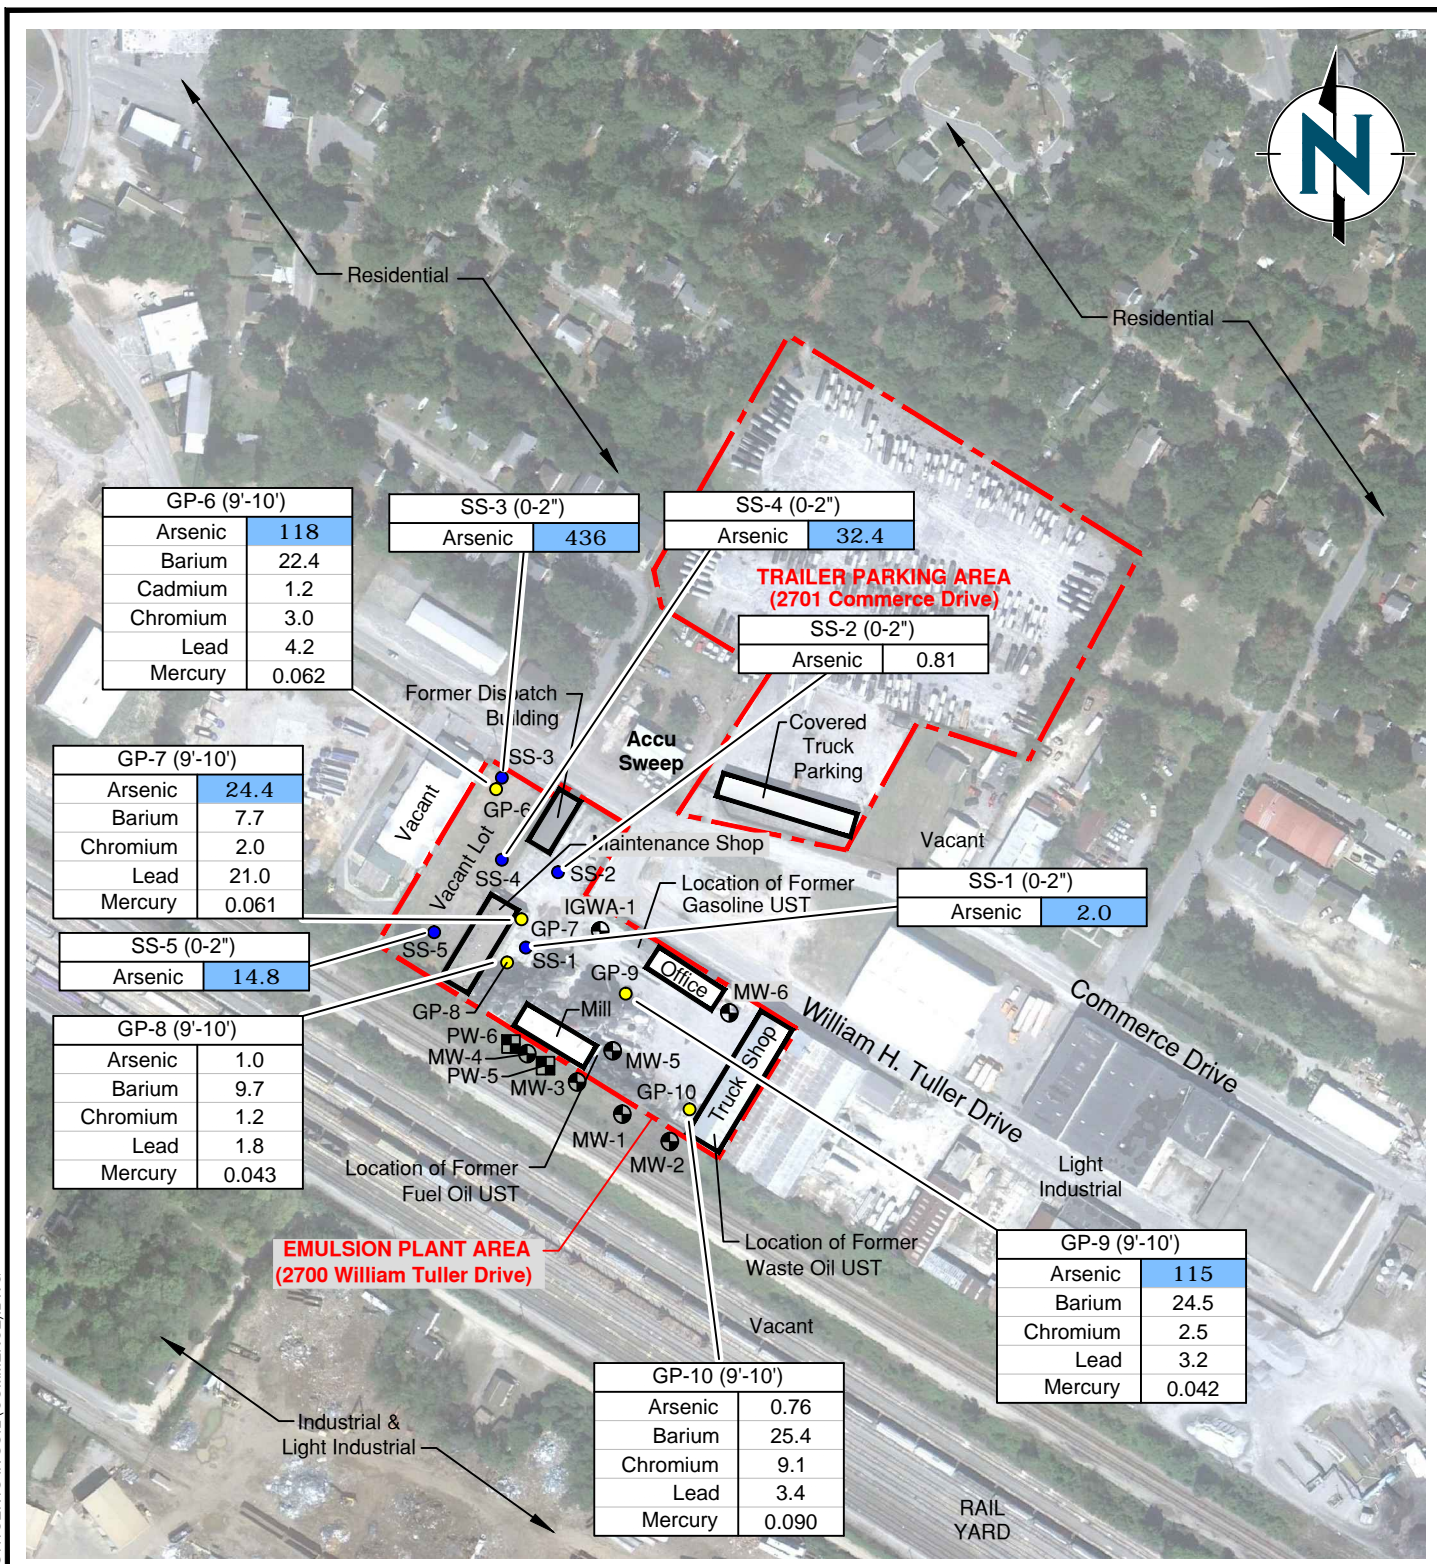 N
Residential
Residential
GP-6 (9'-10')
Arsenic 118
Barium 22.4
Cadmium 1.2
Chromium 3.0
Lead 4.2
Mercury 0.062
SS-3 (0-2")
Arsenic 436
SS-4 (0-2")
Arsenic 32.4
TRAILER PARKING AREA
(2701 Commerce Drive)
SS-2 (0-2")
Arsenic 0.81
Former Dispatch
Building
Accu
Sweep
Covered
Truck
Parking
GP-7 (9'-10')
Arsenic 24.4
Barium 7.7
Chromium 2.0
Lead 21.0
Mercury 0.061
SS-3
GP-6
Vacant
Vacant Lot
Maintenance Shop
Vacant
SS-4
SS-2
Location of Former
Gasoline UST
SS-1 (0-2")
Arsenic 2.0
IGWA-1
GP-7
SS-5
SS-1
SS-5 (0-2")
Arsenic 14.8
GP-9
Office
MW-6
GP-8
Mill
Commerce Drive
William H. Tuller Drive
GP-8 (9'-10')
Arsenic 1.0
Barium 9.7
Chromium 1.2
Lead 1.8
Mercury 0.043
PW-6
MW-4
PW-5
MW-3
MW-5
Truck Shop
GP-10
MW-1
MW-2
Location of Former
Fuel Oil UST
Light
Industrial
EMULSION PLANT AREA
(2700 William Tuller Drive)
Location of Former
Waste Oil UST
GP-9 (9'-10')
Arsenic 115
Barium 24.5
Chromium 2.5
Lead 3.2
Mercury 0.042
Vacant
GP-10 (9'-10')
Arsenic 0.76
Barium 25.4
Chromium 9.1
Lead 3.4
Mercury 0.090
Industrial &
Light Industrial
RAIL
YARD